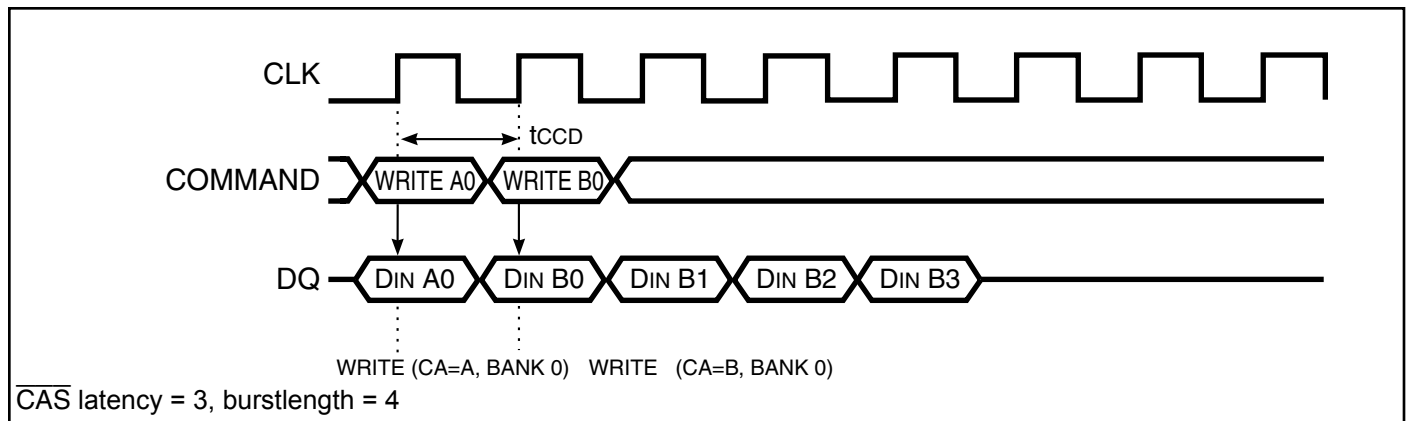 CLK
tCCD
COMMAND WRITE A0 WRITE B0
DQ DIN A0 DIN B0 DIN B1 DIN B2 DIN B3
WRITE (CA=A, BANK 0) WRITE (CA=B, BANK 0)
CAS latency = 3, burstlength = 4